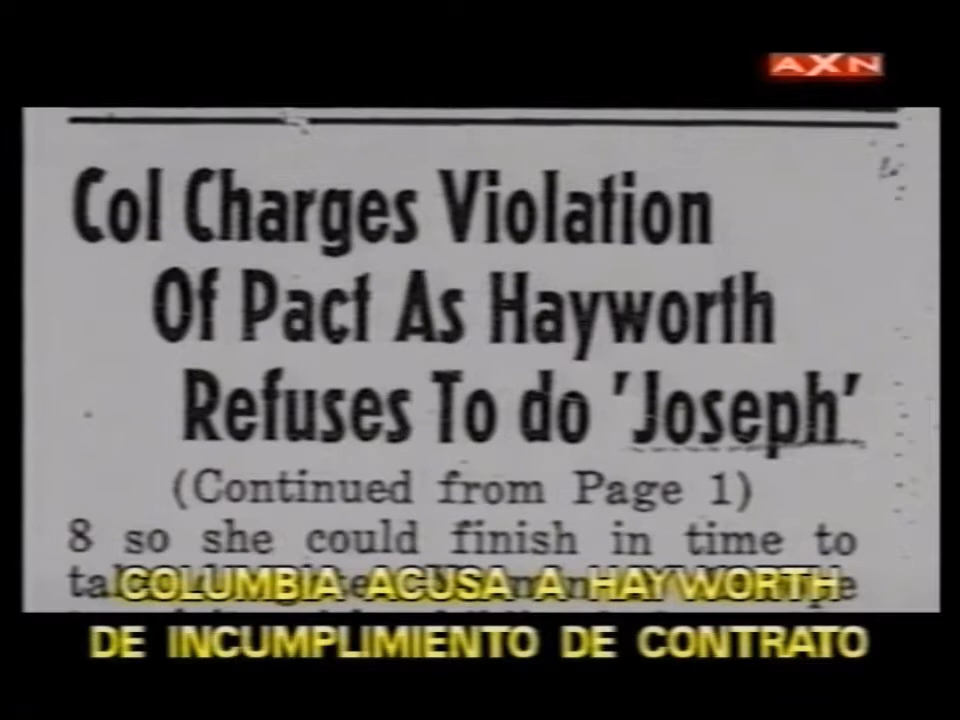 AXN
Col Charges Violation
Of Pact As Hayworth
Refuses To do 'Joseph'
(Continued from Page 1)
8 so she could finish in time to
COLUMBIA ACUSA A HAYWORTH
DE INCUMPLIMIENTO DE CONTRATO